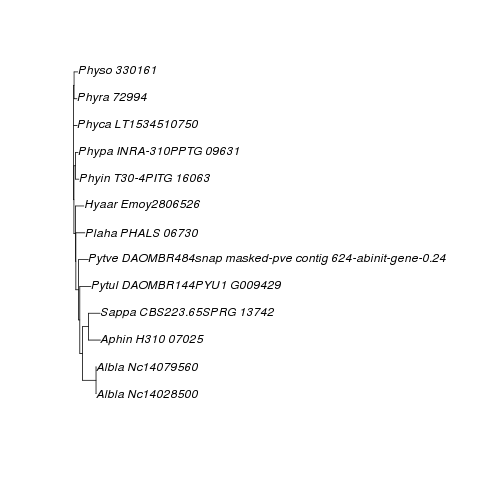 Physo 330161
Phyra 72994
Phyca LT1534510750
Phypa INRA-310PPTG 09631
Phyin T30-4PITG 16063
Hyaar Emoy2806526
Plaha PHALS 06730
Pytve DAOMBR484snap masked-pve contig 624-abinit-gene-0.24
Pytul DAOMBR144PYU1 G009429
Sappa CBS223.65SPRG 13742
Aphin H310 07025
Albla Nc14079560
Albla Nc14028500